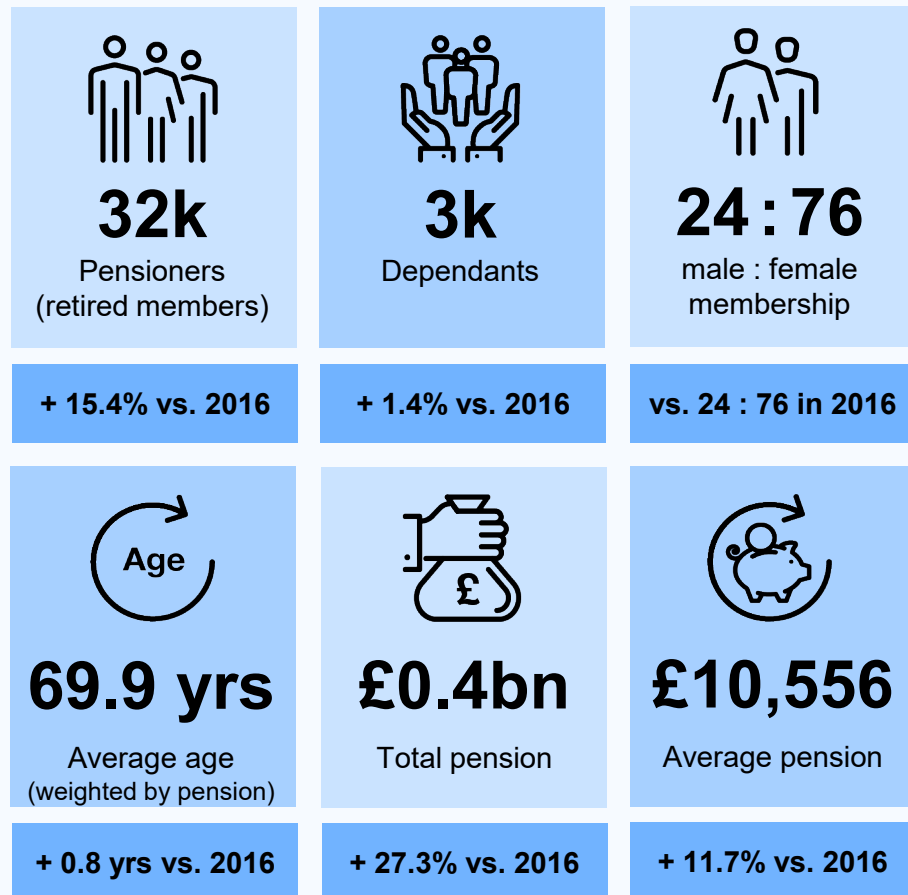 32k
Pensioners
(retired members)
+ 15.4% vs. 2016
3k
Dependants
+ 1.4% vs. 2016
24 : 76
male : female
membership
vs. 24 : 76 in 2016
Age
69.9 yrs
Average age
(weighted by pension)
+ 0.8 yrs vs. 2016
£
£0.4bn
Total pension
+ 27.3% vs. 2016
£10,556
Average pension
+ 11.7% vs. 2016